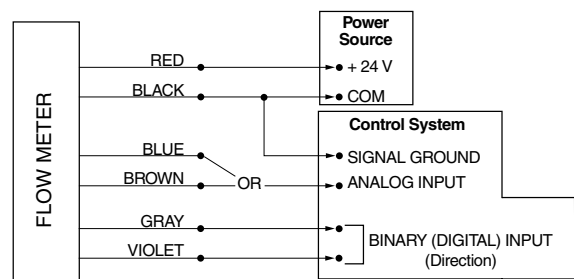 FLOW METER
Power
Source
RED
+ 24 V
BLACK
COM
Control System
BLUE
SIGNAL GROUND
BROWN
OR
ANALOG INPUT
GRAY
BINARY (DIGITAL) INPUT
(Direction)
VIOLET